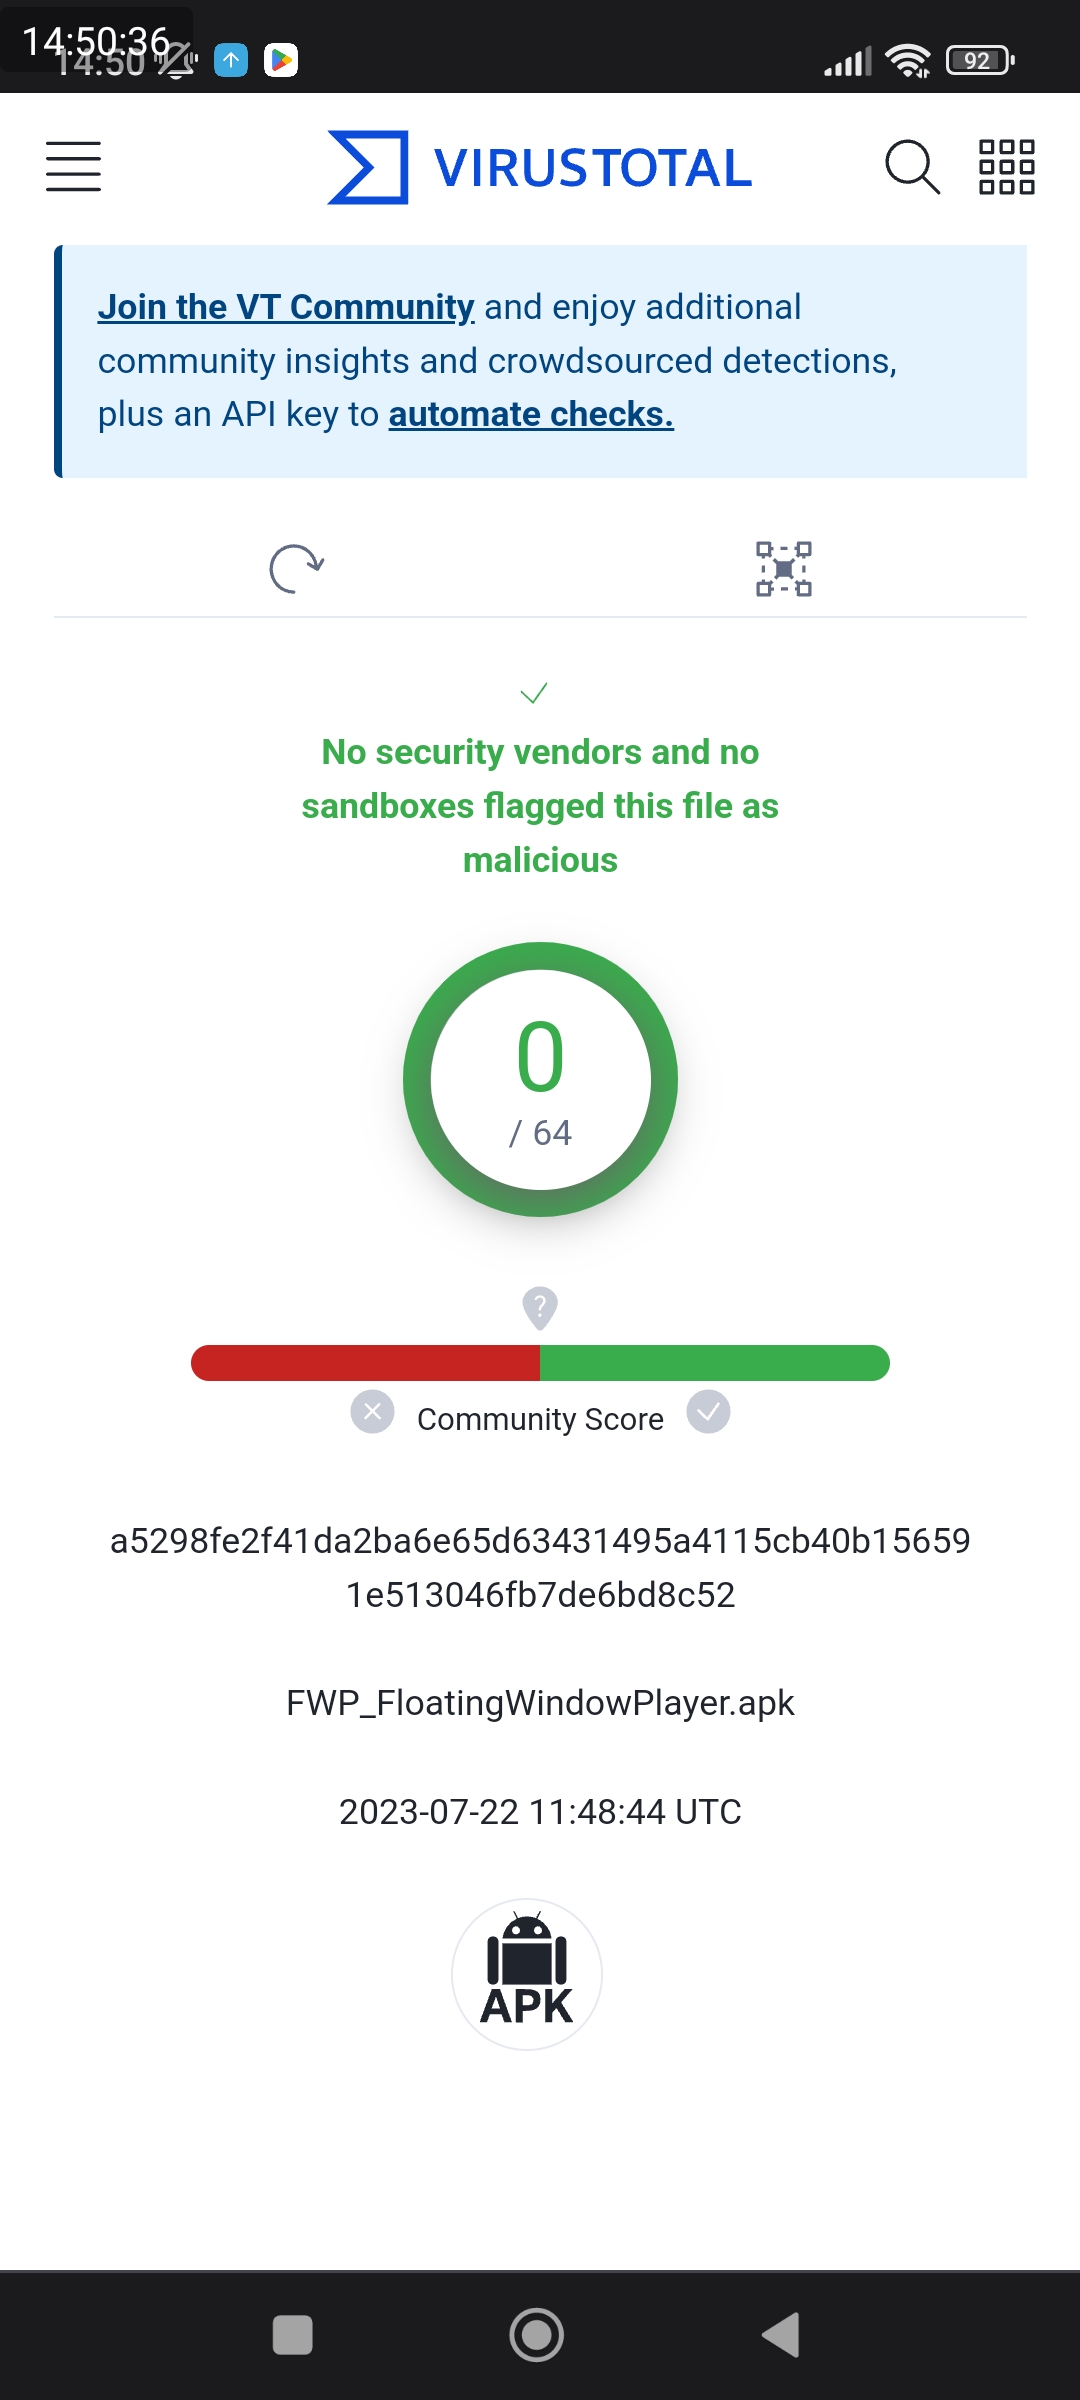 14:50:36
14:50
92
VIRUSTOTAL
Join the VT Community and enjoy additional
community insights and crowdsourced detections,
plus an API key to automate checks.
No security vendors and no
sandboxes flagged this file as
malicious
0
/ 64
?
Community Score
a5298fe2f41da2ba6e65d63431495a4115cb40b15659
1e513046fb7de6bd8c52
FWP_FloatingWindowPlayer.apk
2023-07-22 11:48:44 UTC
APK